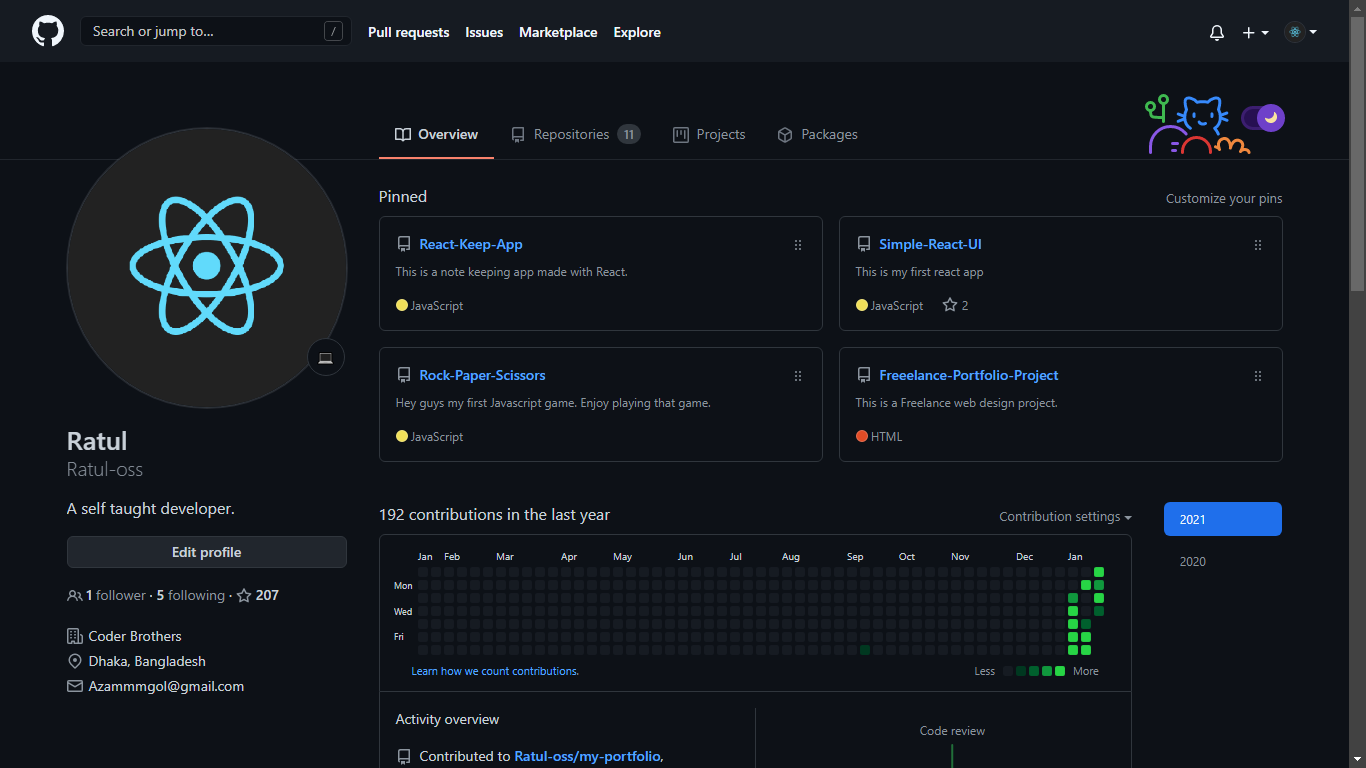 Search or jump to... /
Pull requests Issues Marketplace Explore
Overview Repositories 11 Projects Packages
Ratul
Ratul-oss
A self taught developer.
Edit profile
1 follower · 5 following · 207
Coder Brothers
Dhaka, Bangladesh
Azammmgol@gmail.com
Pinned
Customize your pins
React-Keep-App
This is a note keeping app made with React.
JavaScript
Simple-React-UI
This is my first react app
JavaScript 2
Rock-Paper-Scissors
Hey guys my first Javascript game. Enjoy playing that game.
JavaScript
Freeelance-Portfolio-Project
This is a Freelance web design project.
HTML
192 contributions in the last year
Contribution settings
2021
2020
Jan Feb Mar Apr May Jun Jul Aug Sep Oct Nov Dec Jan
Mon
Wed
Fri
Learn how we count contributions.
Less More
Activity overview
Contributed to Ratul-oss/my-portfolio,
Code review